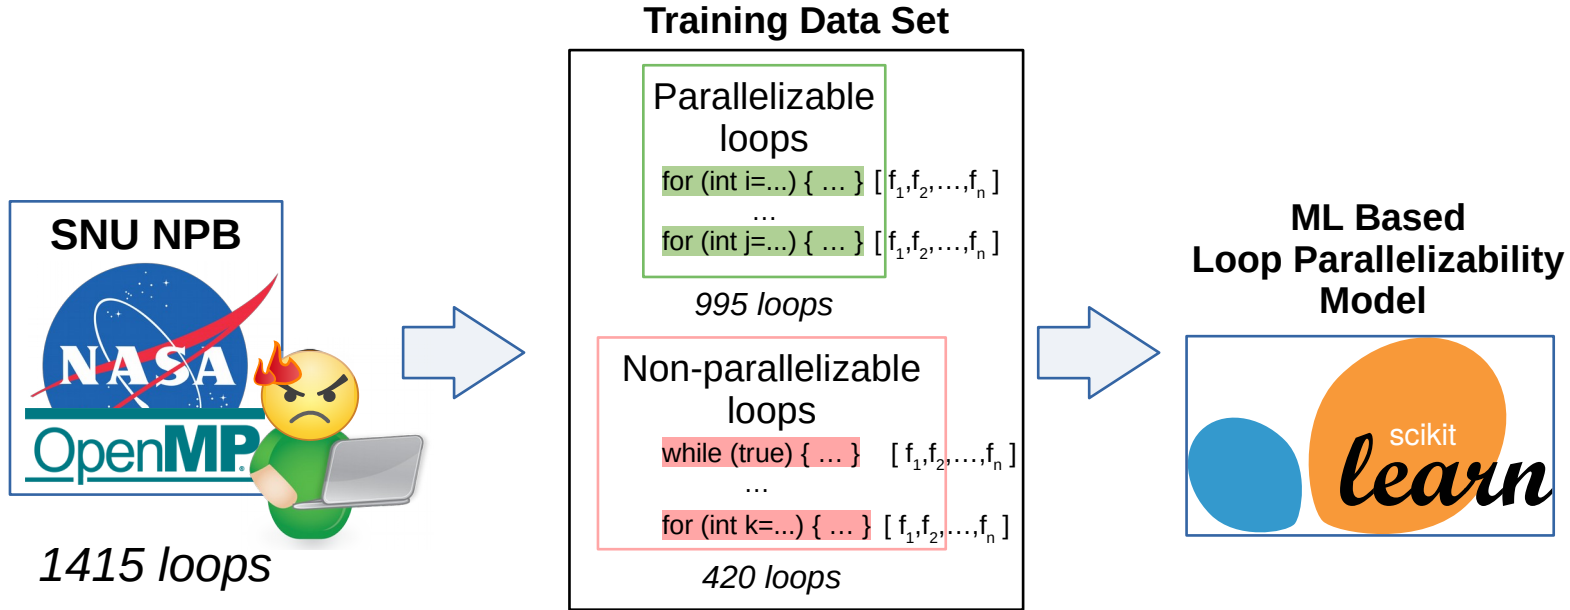 Training Data Set
Parallelizable
loops
for (int i=...) { … } [ f1,f2,…,fn ]
…
for (int j=...) { … } [ f1,f2,…,fn ]
995 loops
Non-parallelizable
loops
while (true) { … } [ f1,f2,…,fn ]
…
for (int k=...) { … } [ f1,f2,…,fn ]
420 loops
SNU NPB
NASA
OpenMP
1415 loops
ML Based
Loop Parallelizability
Model
scikit
learn